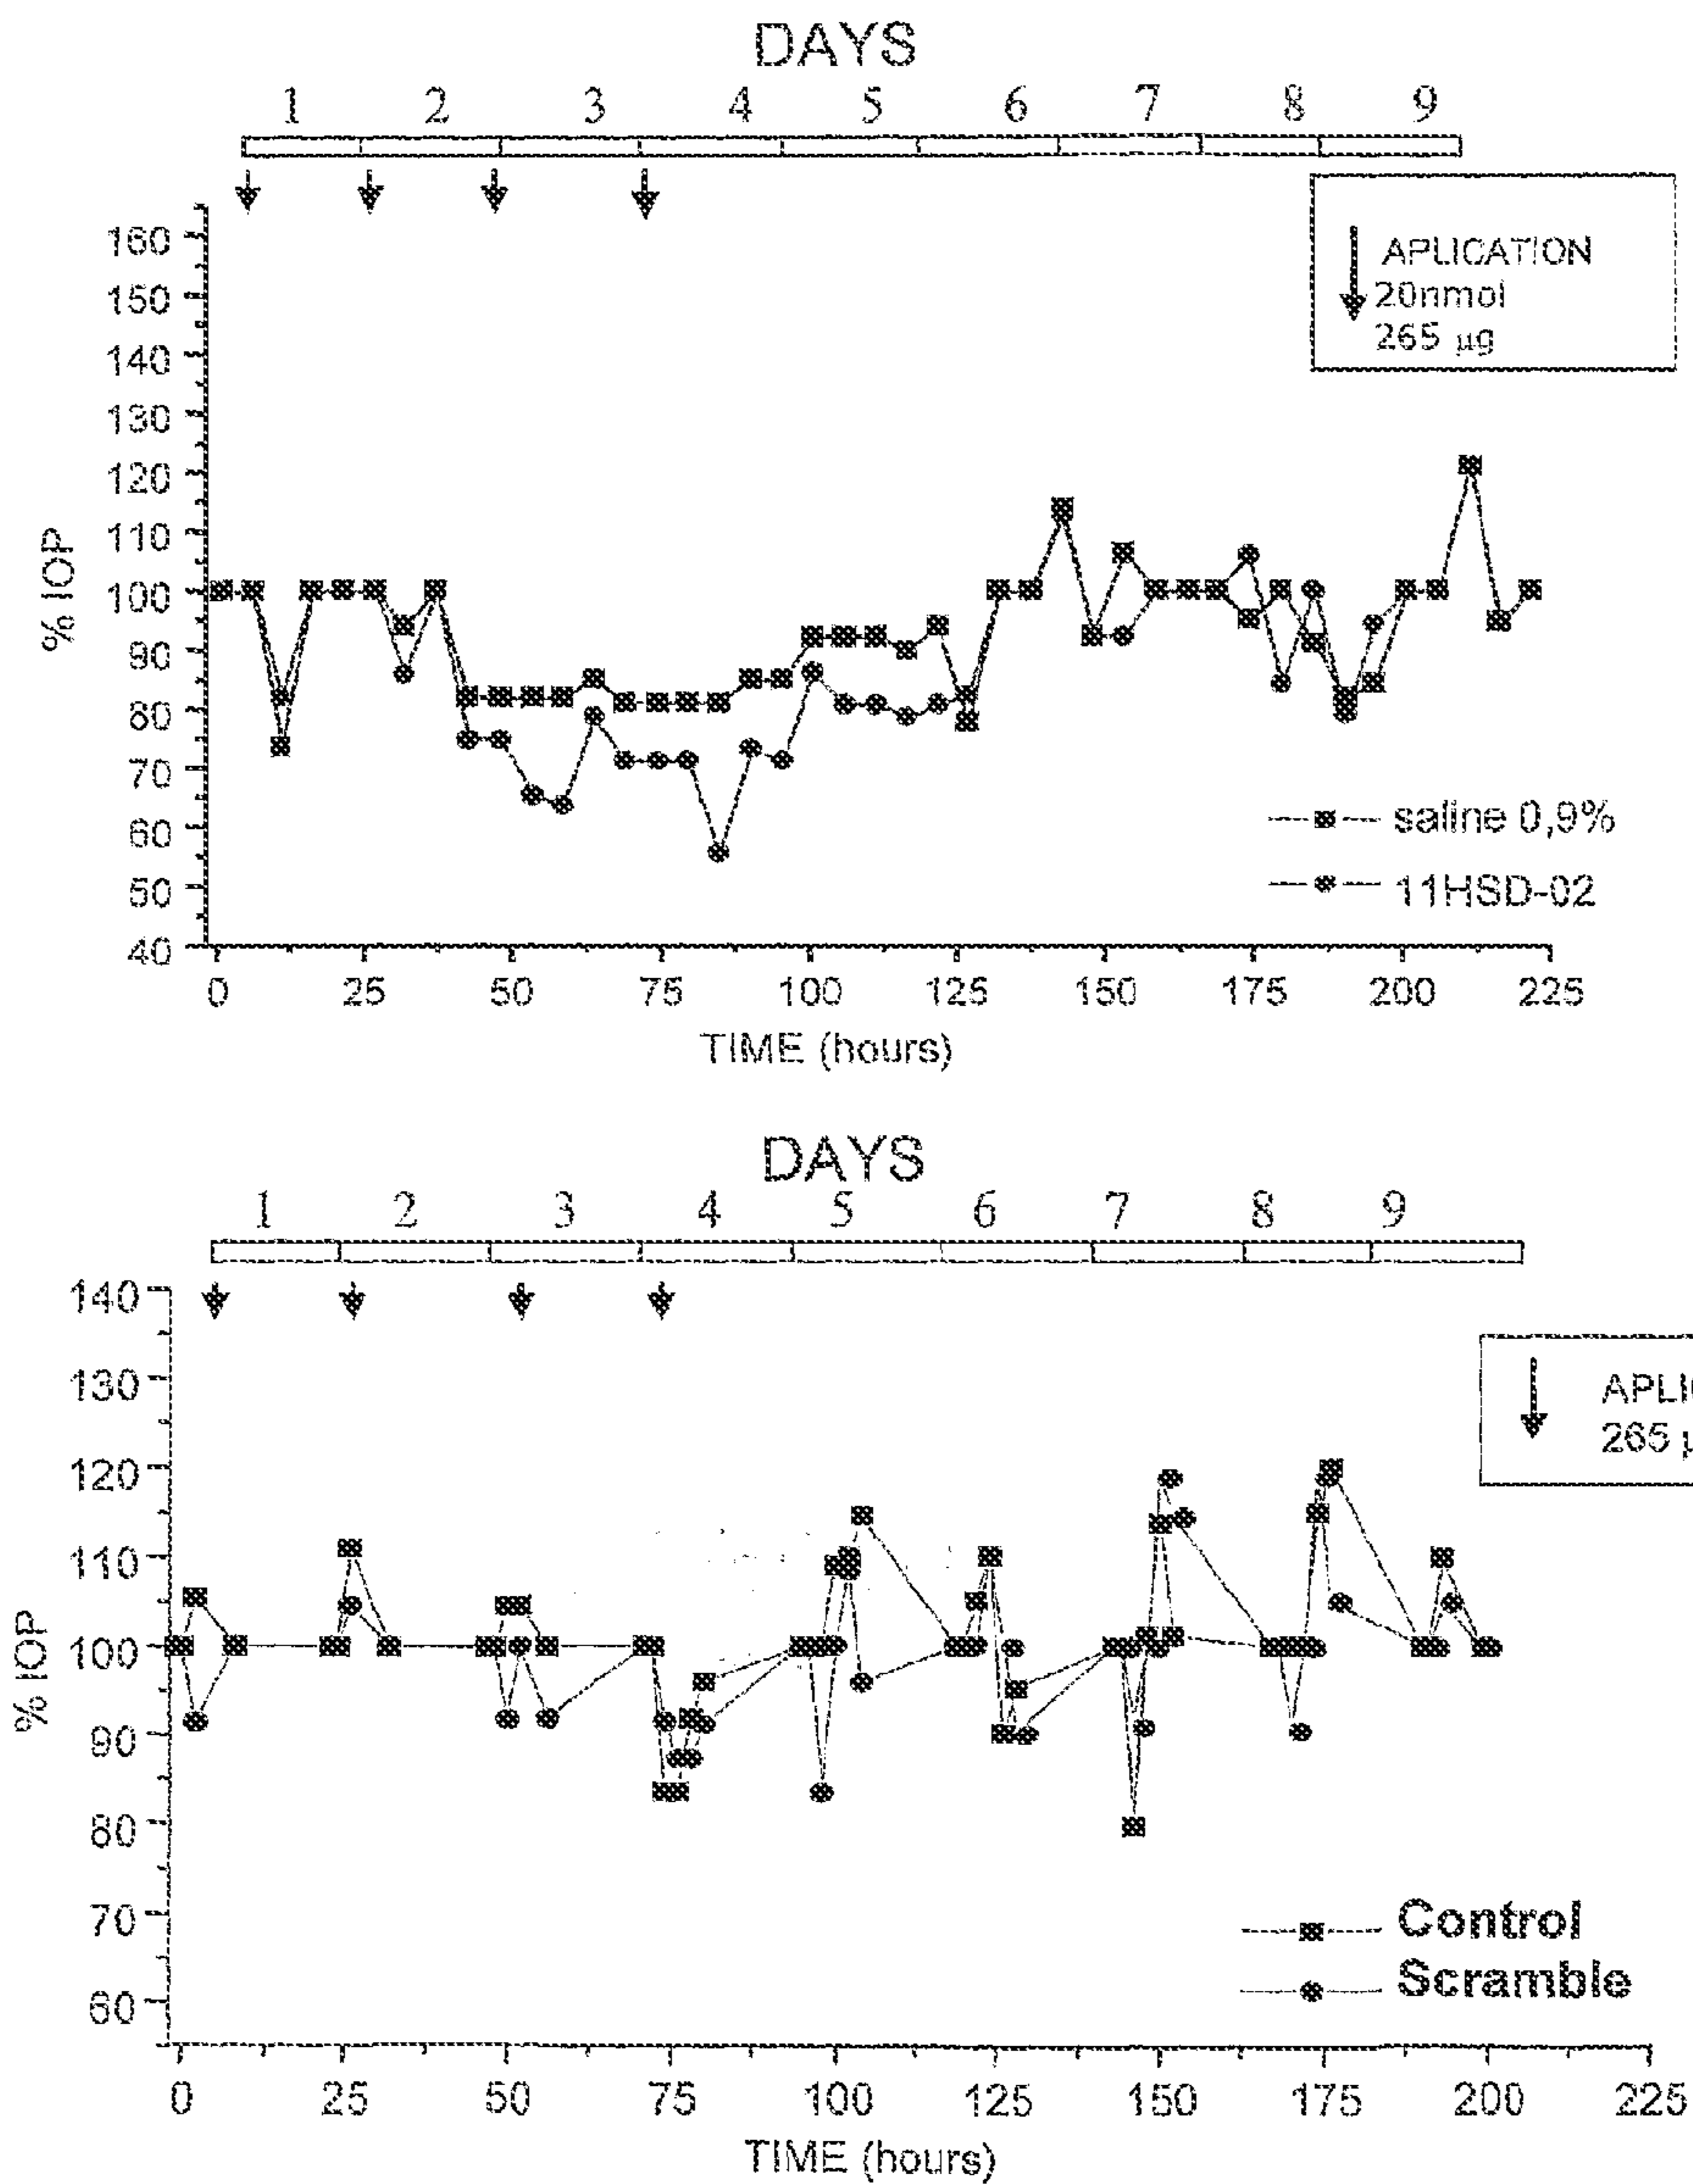 DAYS
1 2 3 4 5 6 7 8 9
160
150
140
130
120
110
100
90
80
70
60
50
40
% IOP
APLICATION
20nmol
265 µg
saline 0,9%
11HSD-02
0 25 50 75 100 125 150 175 200 225
TIME (hours)
DAYS
1 2 3 4 5 6 7 8 9
140
130
120
110
100
90
80
70
60
% IOP
APLI
265 µ
Control
Scramble
0 25 50 75 100 125 150 175 200 225
TIME (hours)